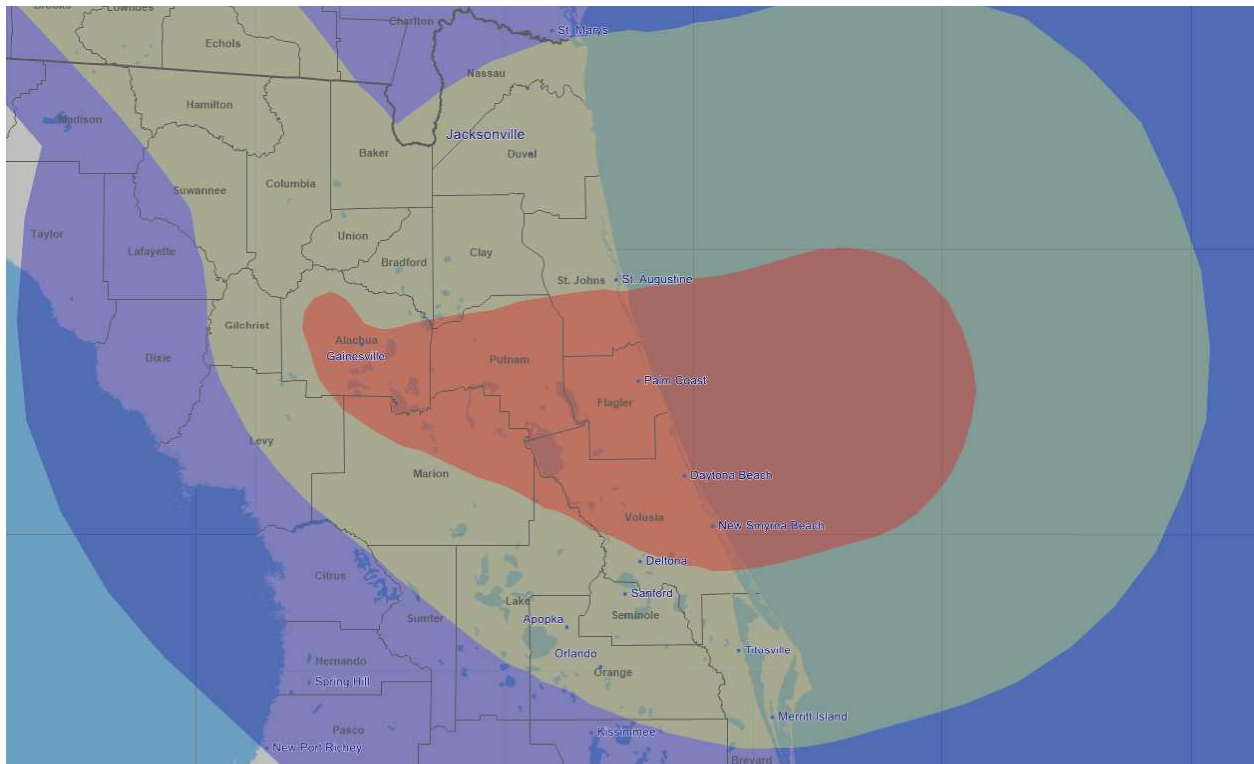 Brooks
Lowndes
Charlton
St. Marys
Echols
Nassau
Hamilton
Madison
Jacksonville
Baker
Duval
Columbia
Suwannee
Union
Taylor
Lafayette
Clay
Bradford
St. Johns
St. Augustine
Gilchrist
Alachua
Gainesville
Dixie
Putnam
Palm Coast
Flagler
Levy
Marion
Daytona Beach
Volusia
New Smyrna Beach
Deltona
Citrus
Sanford
Lake
Seminole
Sumter
Apopka
Titusville
Orlando
Hernando
Orange
Spring Hill
Merritt Island
Pasco
Kissimmee
New Port Richey
Brevard